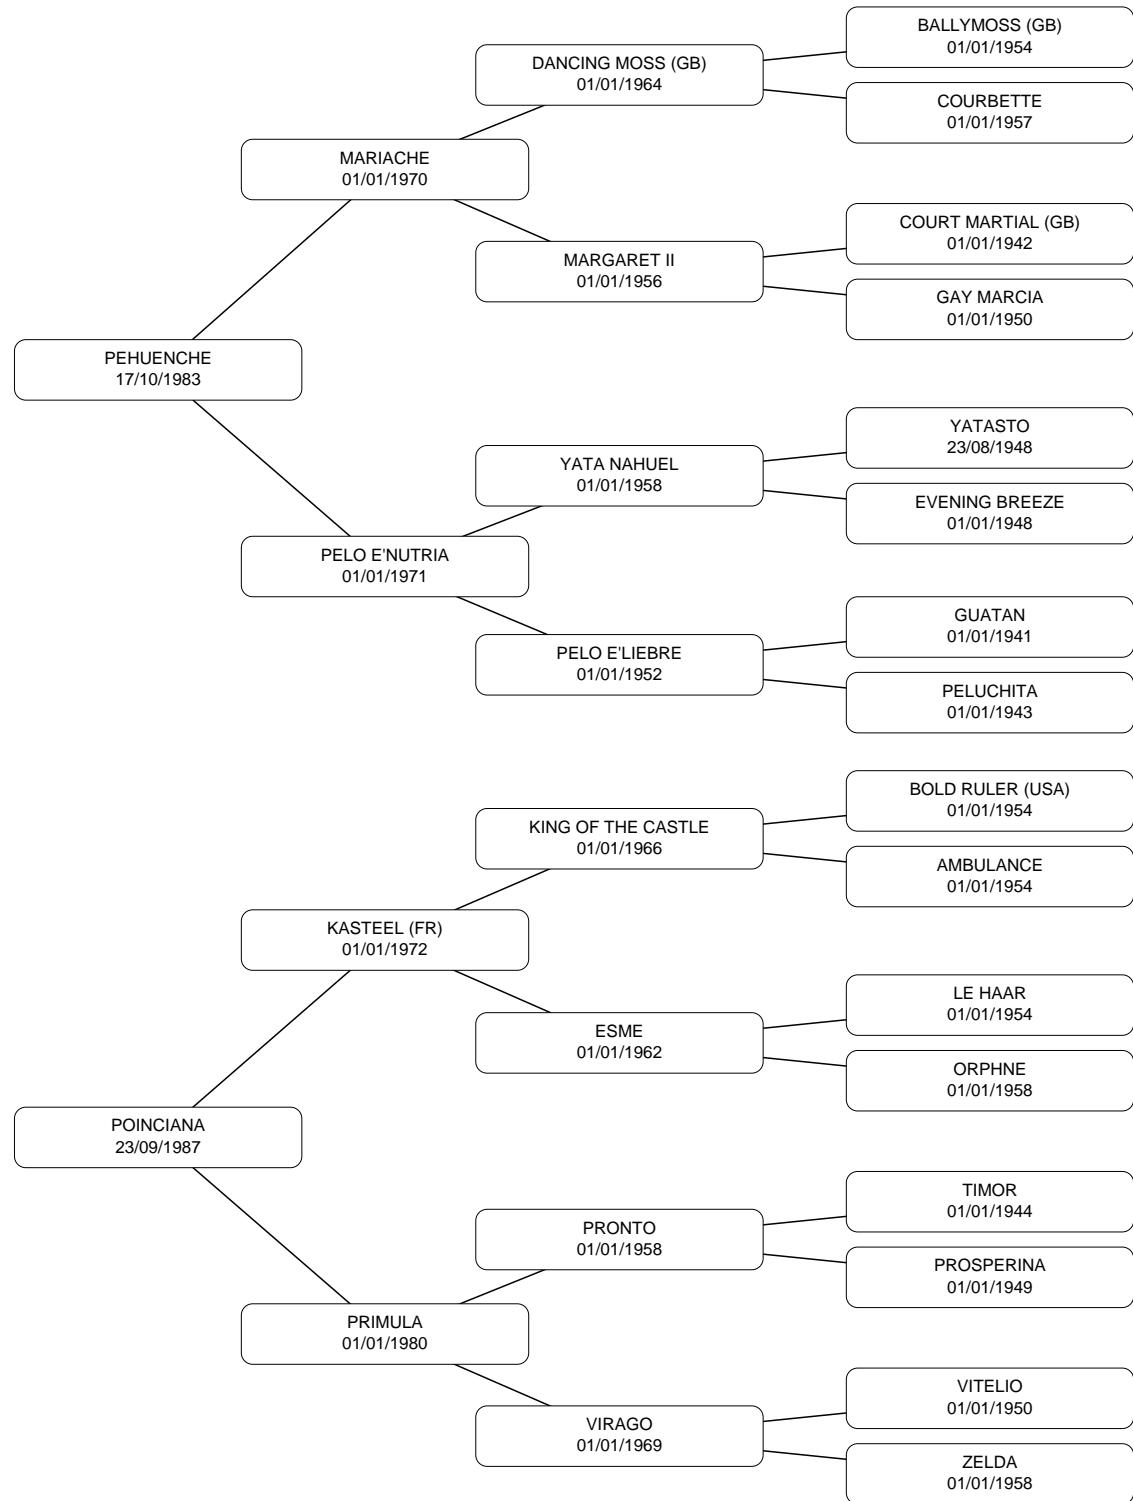 BALLYMOSS (GB)
01/01/1954
DANCING MOSS (GB)
01/01/1964
COURBETTE
01/01/1957
MARIACHE
01/01/1970
COURT MARTIAL (GB)
01/01/1942
MARGARET II
01/01/1956
GAY MARCIA
01/01/1950
PEHUENCHE
17/10/1983
YATASTO
23/08/1948
YATA NAHUEL
01/01/1958
EVENING BREEZE
01/01/1948
PELO E'NUTRIA
01/01/1971
GUATAN
01/01/1941
PELO E'LIEBRE
01/01/1952
PELUCHITA
01/01/1943
BOLD RULER (USA)
01/01/1954
KING OF THE CASTLE
01/01/1966
AMBULANCE
01/01/1954
KASTEEL (FR)
01/01/1972
LE HAAR
01/01/1954
ESME
01/01/1962
ORPHNE
01/01/1958
POINCIANA
23/09/1987
TIMOR
01/01/1944
PRONTO
01/01/1958
PROSPERINA
01/01/1949
PRIMULA
01/01/1980
VITELIO
01/01/1950
VIRAGO
01/01/1969
ZELDA
01/01/1958